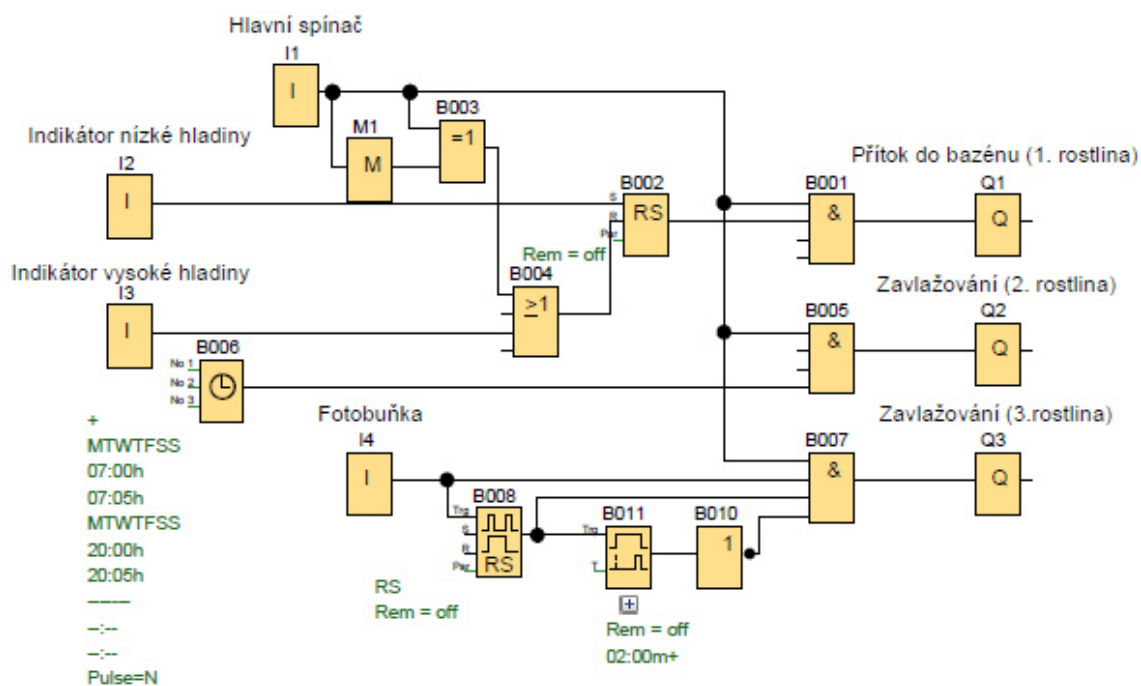 Hlavní spínač
I1
I
B003
=1
M1
M
Indikátor nízké hladiny
I2
I
B002
S
R
Par
RS
Rem = off
Přítok do bazénu (1. rostlina)
B001
&
Q1
Q
Indikátor vysoké hladiny
I3
I
B004
≥1
Zavlažování (2. rostlina)
B005
&
Q2
Q
B006
No 1
No 2
No 3
+
MTWTFSS
07:00h
07:05h
MTWTFSS
20:00h
20:05h
-------
--:--
--:--
Pulse=N
Fotobuňka
I4
I
Zavlažování (3.rostlina)
B007
&
Q3
Q
B008
Trg
S
R
Par
RS
RS
Rem = off
B011
Trg
T
+
Rem = off
02:00m+
B010
1